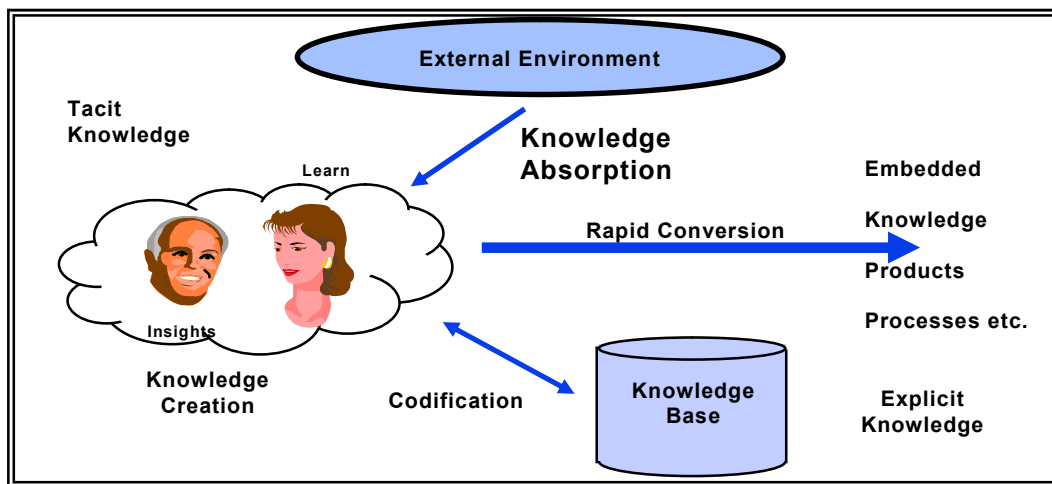 External Environment
Tacit
Knowledge
Knowledge
Absorption
Learn
Embedded
Rapid Conversion
Knowledge
Products
Processes etc.
Insights
Knowledge
Creation
Codification
Knowledge
Base
Explicit
Knowledge